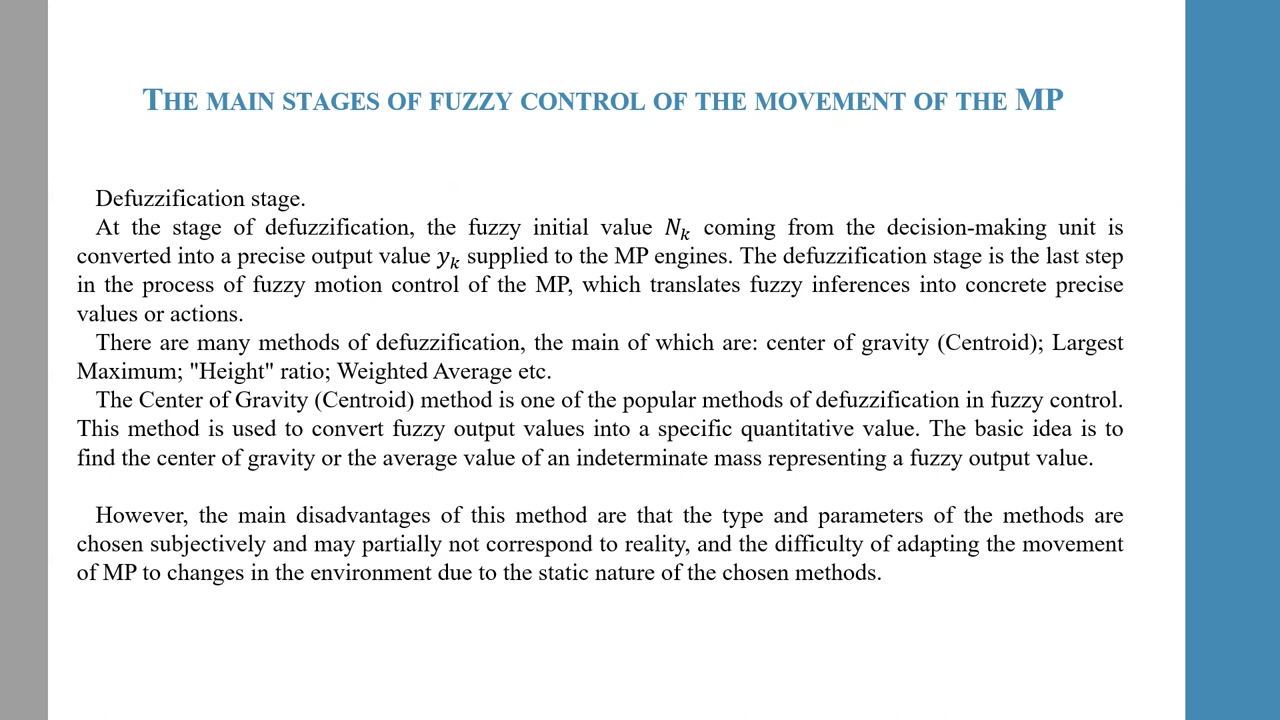 THE MAIN STAGES OF FUZZY CONTROL OF THE MOVEMENT OF THE MP
Defuzzification stage.
At the stage of defuzzification, the fuzzy initial value Nₖ coming from the decision-making unit is
converted into a precise output value yₖ supplied to the MP engines. The defuzzification stage is the last step
in the process of fuzzy motion control of the MP, which translates fuzzy inferences into concrete precise
values or actions.
There are many methods of defuzzification, the main of which are: center of gravity (Centroid); Largest
Maximum; "Height" ratio; Weighted Average etc.
The Center of Gravity (Centroid) method is one of the popular methods of defuzzification in fuzzy control.
This method is used to convert fuzzy output values into a specific quantitative value. The basic idea is to
find the center of gravity or the average value of an indeterminate mass representing a fuzzy output value.
However, the main disadvantages of this method are that the type and parameters of the methods are
chosen subjectively and may partially not correspond to reality, and the difficulty of adapting the movement
of MP to changes in the environment due to the static nature of the chosen methods.